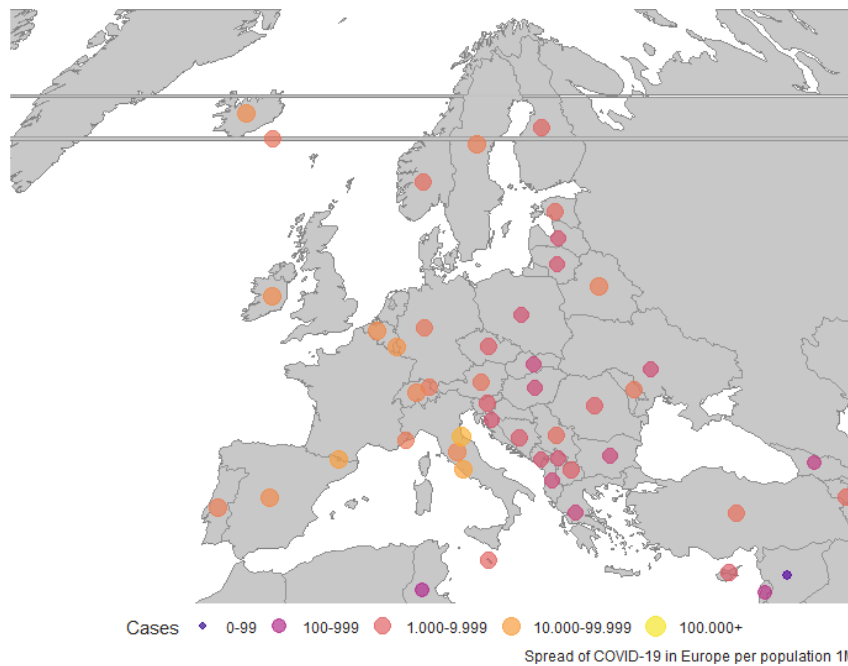 Cases 0-99 100-999 1.000-9.999 10.000-99.999 100.000+
Spread of COVID-19 in Europe per population 1M